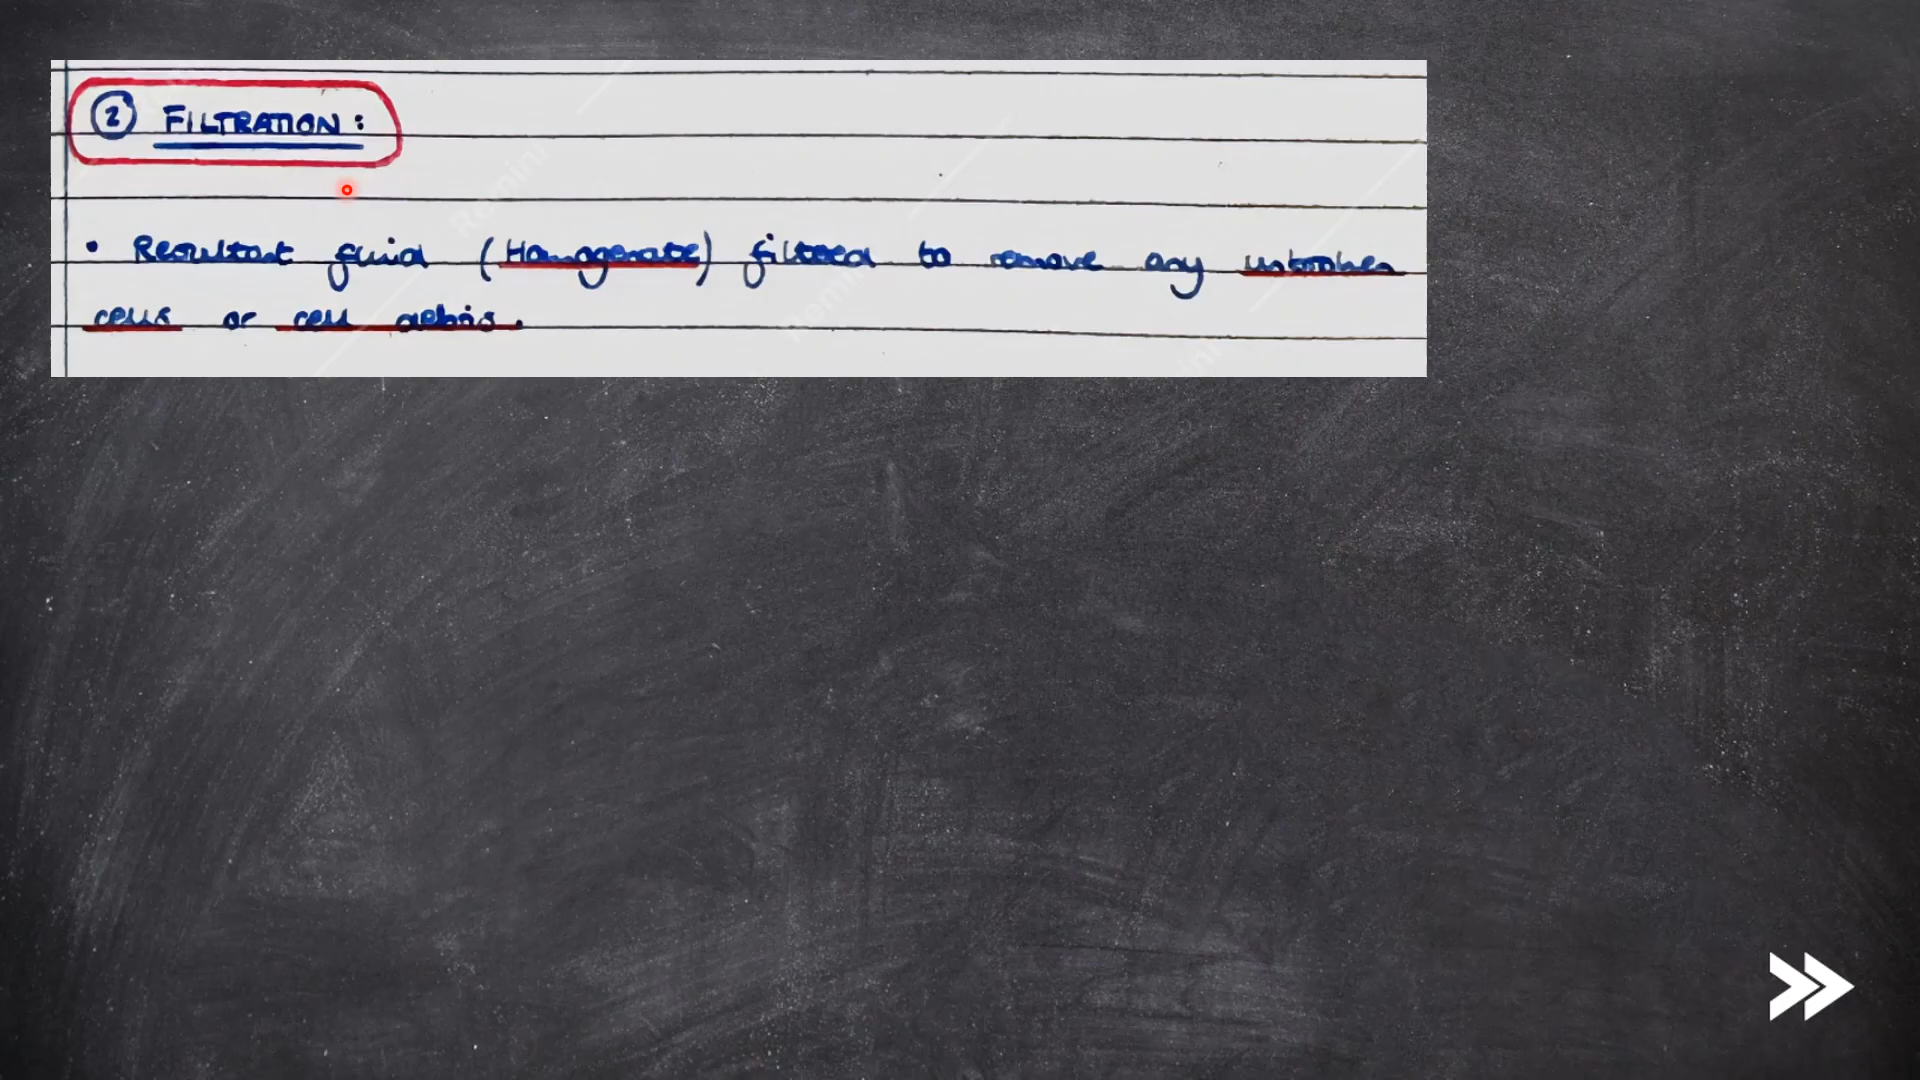 ② FILTRATION:
• Resultant fluid (Homogenate) filtered to remove any unbroken
cells or cell debris.